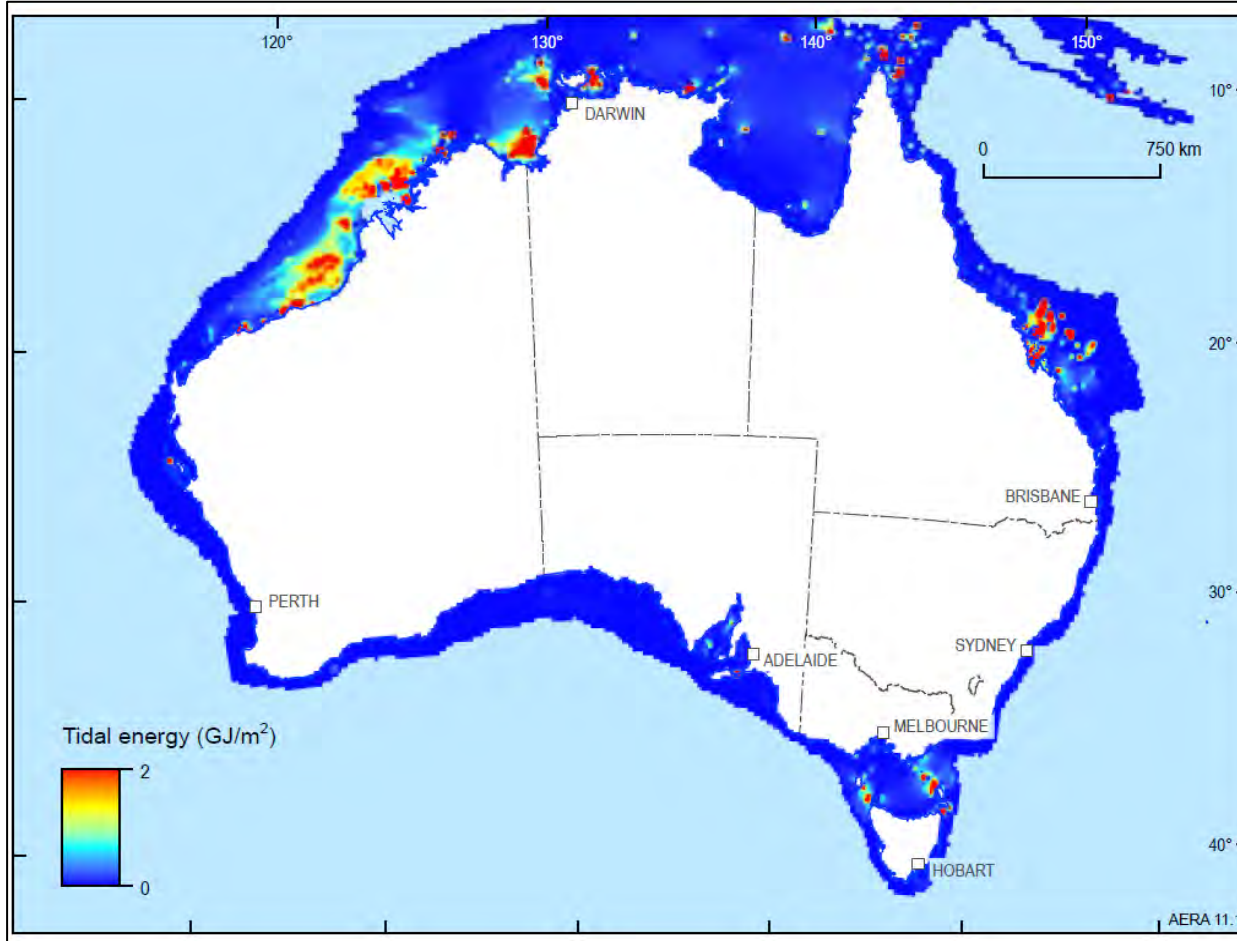 120°
130°
140°
150°
10°
DARWIN
0
750 km
20°
BRISBANE
PERTH
30°
SYDNEY
ADELAIDE
MELBOURNE
Tidal energy (GJ/m²)
2
0
40°
HOBART
AERA 11.